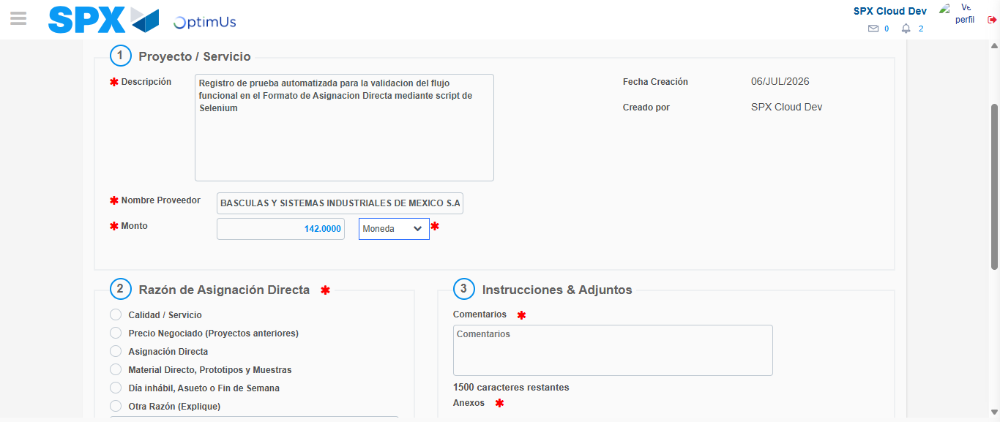 SPX
OptimUs
SPX Cloud Dev
0
2
Ve
perfil
1
Proyecto / Servicio
Descripción
Registro de prueba automatizada para la validacion del flujo
funcional en el Formato de Asignacion Directa mediante script de
Selenium
Fecha Creación
06/JUL/2026
Creado por
SPX Cloud Dev
Nombre Proveedor
BASCULAS Y SISTEMAS INDUSTRIALES DE MEXICO S.A
Monto
142.0000
Moneda
2
Razón de Asignación Directa
Calidad / Servicio
Precio Negociado (Proyectos anteriores)
Asignación Directa
Material Directo, Prototipos y Muestras
Día inhábil, Asueto o Fin de Semana
Otra Razón (Explique)
3
Instrucciones & Adjuntos
Comentarios
Comentarios
1500 caracteres restantes
Anexos